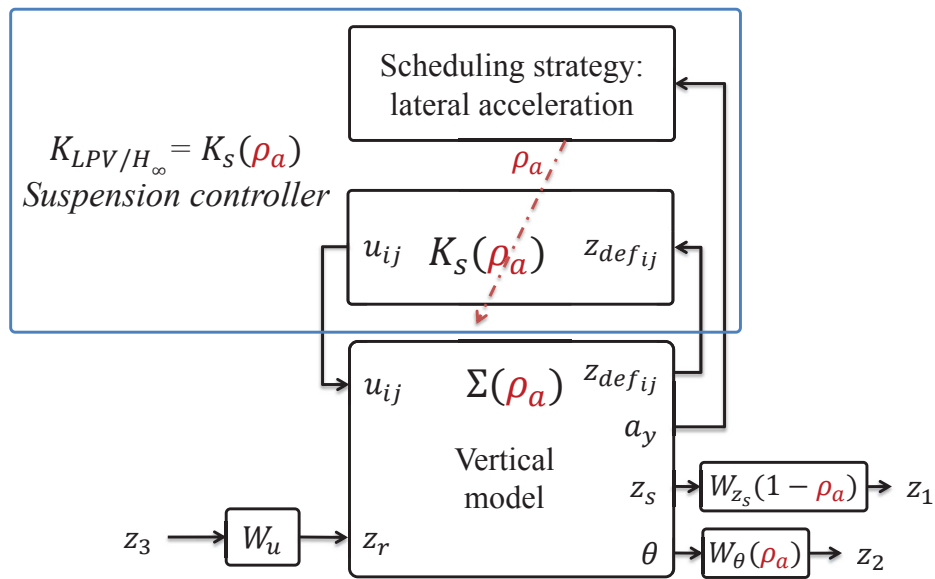 Scheduling strategy:
lateral acceleration
K_{LPV/H_∞} = K_s(ρ_a)
Suspension controller
ρ_a
u_{ij} K_s(ρ_a) z_{def_{ij}}
u_{ij} Σ(ρ_a) z_{def_{ij}}
a_y
Vertical
model
z_s W_{z_s}(1 − ρ_a) z_1
z_3 W_u z_r
θ W_θ(ρ_a) z_2